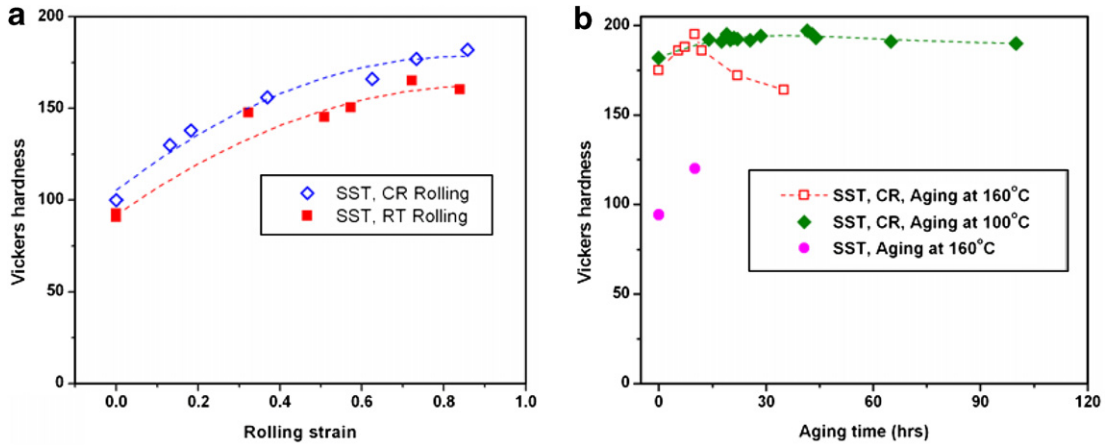 a
200
150
100
50
0.0 0.2 0.4 0.6 0.8 1.0
Vickers hardness
Rolling strain
SST, CR Rolling
SST, RT Rolling
b
200
150
100
50
0 30 60 90 120
Vickers hardness
Aging time (hrs)
SST, CR, Aging at 160°C
SST, CR, Aging at 100°C
SST, Aging at 160°C